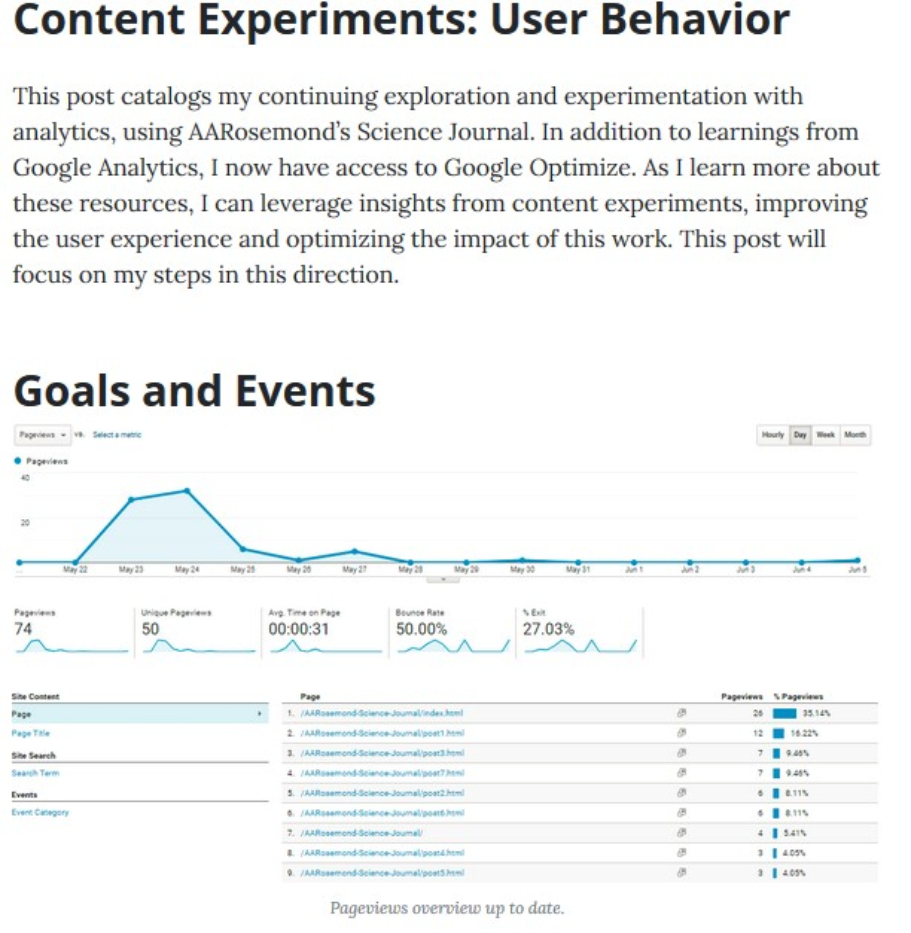 Content Experiments: User Behavior
This post catalogs my continuing exploration and experimentation with
analytics, using AARosemond’s Science Journal. In addition to learnings from
Google Analytics, I now have access to Google Optimize. As I learn more about
these resources, I can leverage insights from content experiments, improving
the user experience and optimizing the impact of this work. This post will
focus on my steps in this direction.
Goals and Events
Pageviews VS. Select a metric
Hourly Day Week Month
Pageviews
40
20
... May 22 May 23 May 24 May 25 May 26 May 27 May 28 May 29 May 30 May 31 Jun 1 Jun 2 Jun 3 Jun 4 Jun 5
Pageviews Unique Pageviews Avg. Time on Page Bounce Rate % Exit
74 50 00:00:31 50.00% 27.03%
Site Content
Page
Page Title
Site Search
Search Term
Events
Event Category
Page Pageviews % Pageviews
1. /AARosemond-Science-Journal/index.html 26 35.14%
2. /AARosemond-Science-Journal/post1.html 12 16.22%
3. /AARosemond-Science-Journal/post3.html 7 9.46%
4. /AARosemond-Science-Journal/post7.html 7 9.46%
5. /AARosemond-Science-Journal/post2.html 6 8.11%
6. /AARosemond-Science-Journal/post6.html 6 8.11%
7. /AARosemond-Science-Journal/ 4 5.41%
8. /AARosemond-Science-Journal/post4.html 3 4.05%
9. /AARosemond-Science-Journal/post5.html 3 4.05%
Pageviews overview up to date.